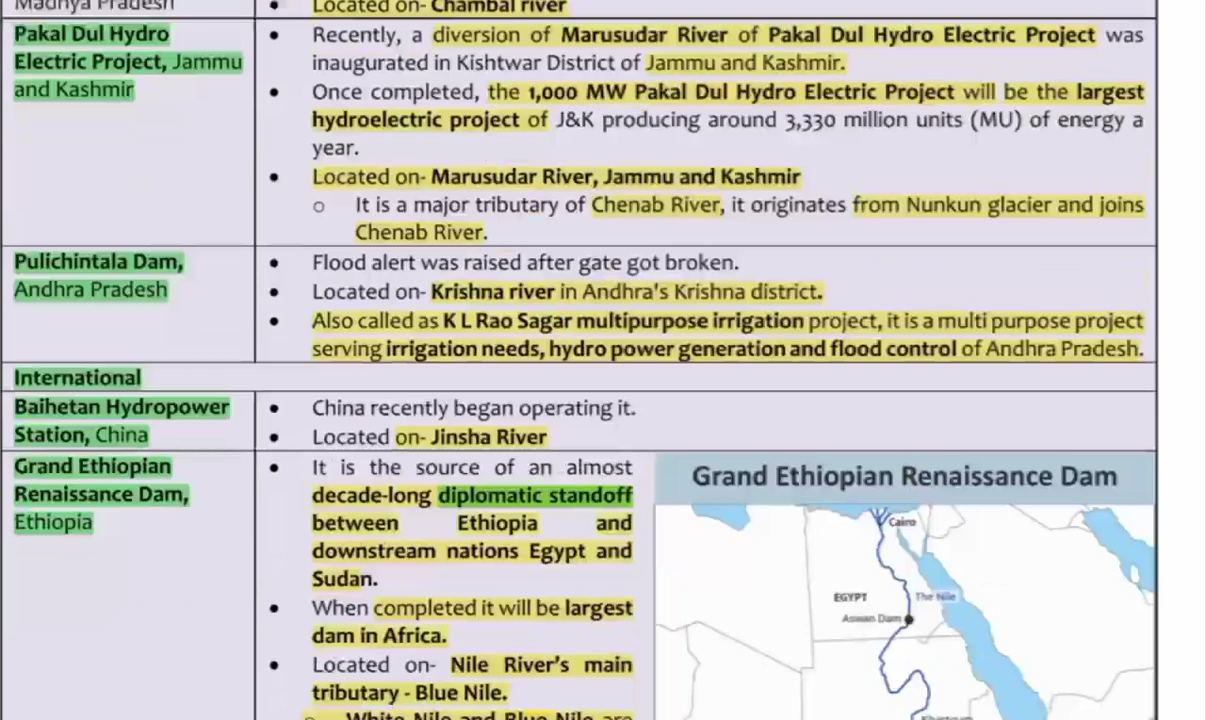 Madhya Pradesh
• Located on- Chambal river
Pakal Dul Hydro
Electric Project, Jammu
and Kashmir
• Recently, a diversion of Marusudar River of Pakal Dul Hydro Electric Project was
inaugurated in Kishtwar District of Jammu and Kashmir.
• Once completed, the 1,000 MW Pakal Dul Hydro Electric Project will be the largest
hydroelectric project of J&K producing around 3,330 million units (MU) of energy a
year.
• Located on- Marusudar River, Jammu and Kashmir
o It is a major tributary of Chenab River, it originates from Nunkun glacier and joins
Chenab River.
Pulichintala Dam,
Andhra Pradesh
• Flood alert was raised after gate got broken.
• Located on- Krishna river in Andhra's Krishna district.
• Also called as K L Rao Sagar multipurpose irrigation project, it is a multi purpose project
serving irrigation needs, hydro power generation and flood control of Andhra Pradesh.
International
Baihetan Hydropower
Station, China
• China recently began operating it.
• Located on- Jinsha River
Grand Ethiopian
Renaissance Dam,
Ethiopia
• It is the source of an almost
decade-long diplomatic standoff
between Ethiopia and
downstream nations Egypt and
Sudan.
• When completed it will be largest
dam in Africa.
• Located on- Nile River's main
tributary - Blue Nile.
o White Nile and Blue Nile are
Grand Ethiopian Renaissance Dam
Cairo
EGYPT
The Nile
Aswan Dam
Khartoum